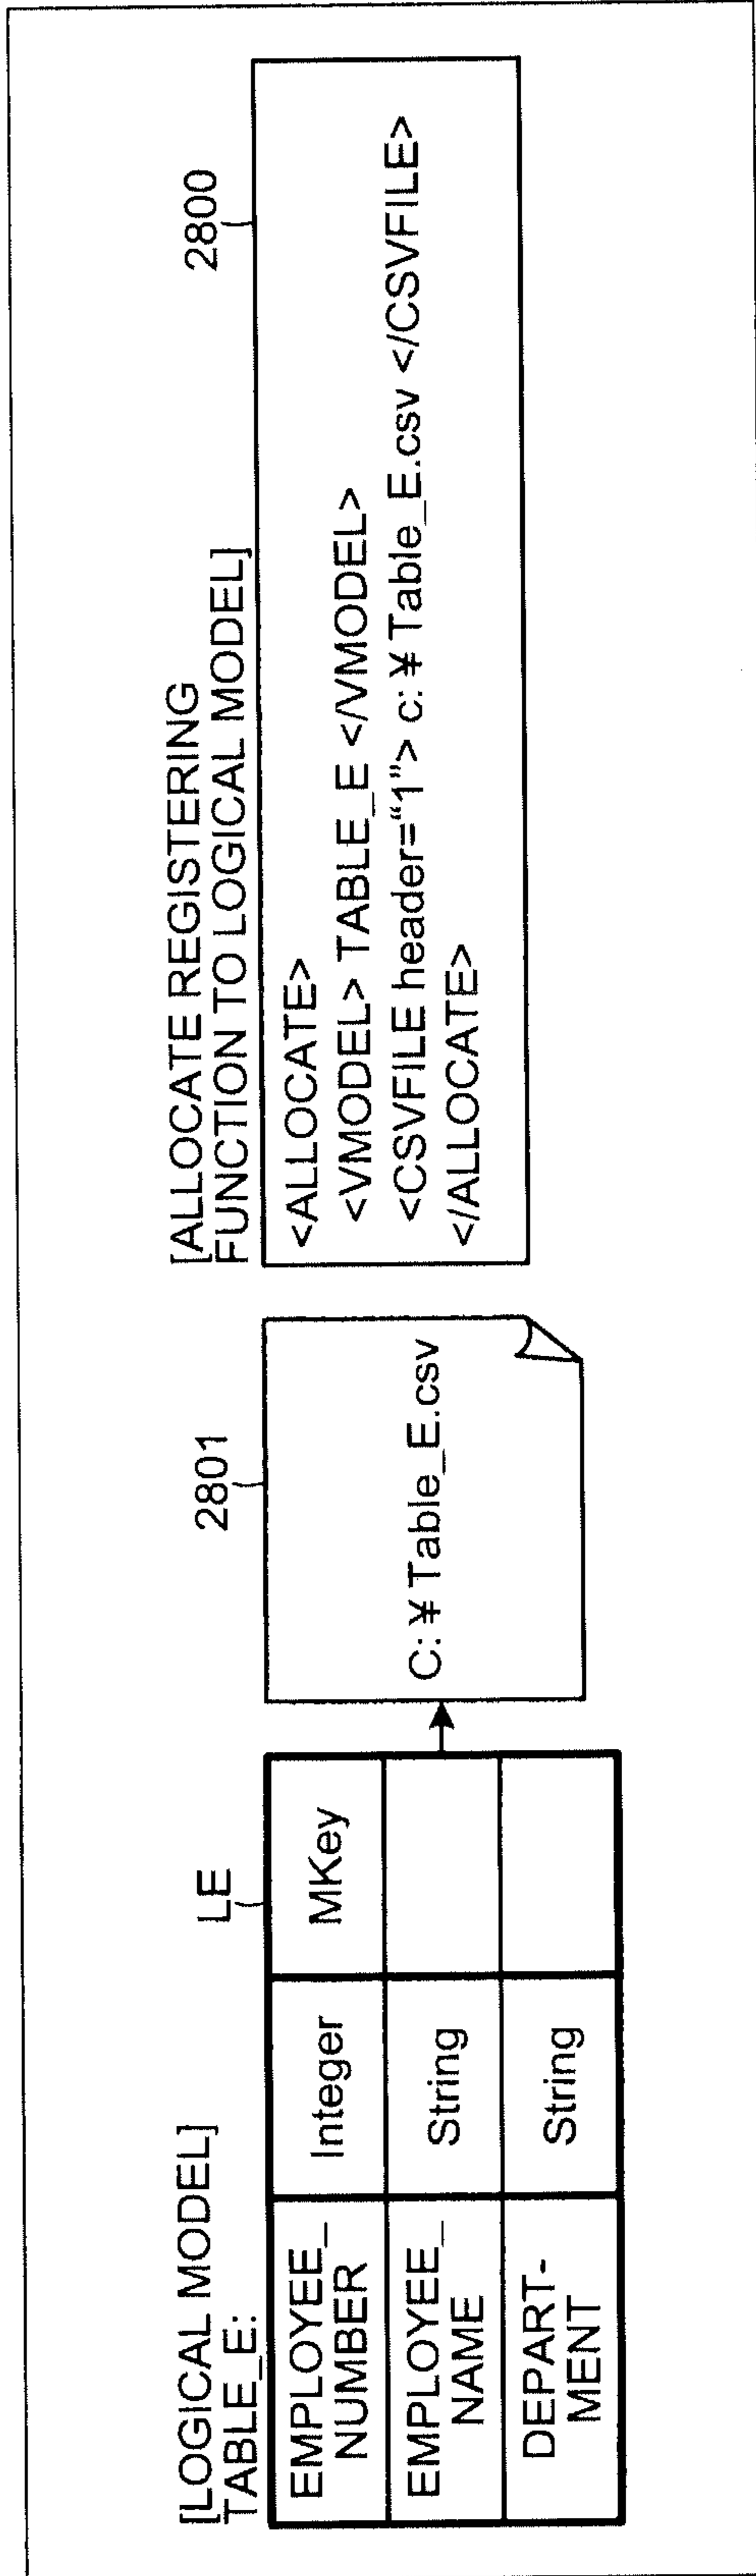 [LOGICAL MODEL]
TABLE_E:
LE
EMPLOYEE_
NUMBER
Integer
MKey
EMPLOYEE_
NAME
String
DEPART-
MENT
String
2801
C: ¥ Table_E.csv
[ALLOCATE REGISTERING
FUNCTION TO LOGICAL MODEL]
2800
<ALLOCATE>
<VMODEL> TABLE_E </VMODEL>
<CSVFILE header=“1”> c: ¥ Table_E.csv </CSVFILE>
</ALLOCATE>